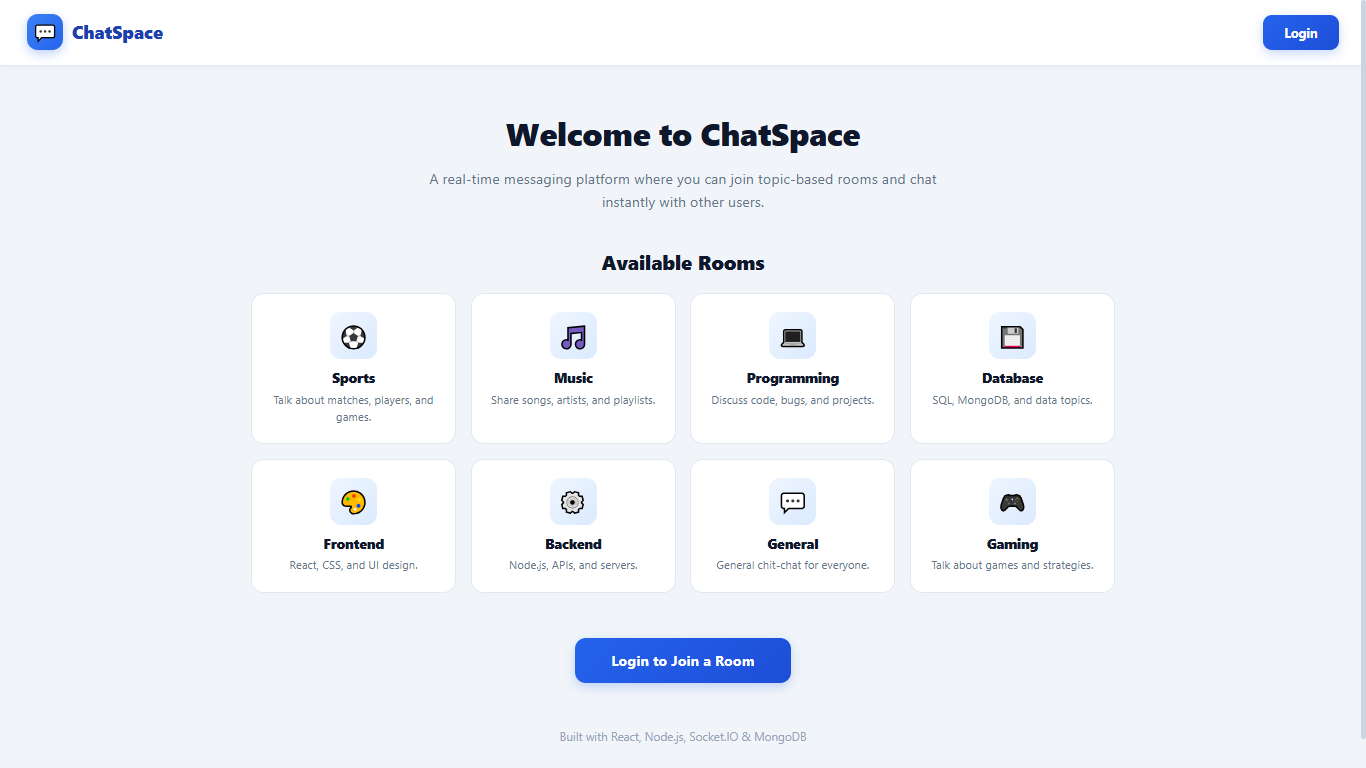 ChatSpace
Login
Welcome to ChatSpace
A real-time messaging platform where you can join topic-based rooms and chat
instantly with other users.
Available Rooms
Sports
Talk about matches, players, and
games.
Music
Share songs, artists, and playlists.
Programming
Discuss code, bugs, and projects.
Database
SQL, MongoDB, and data topics.
Frontend
React, CSS, and UI design.
Backend
Node.js, APIs, and servers.
General
General chit-chat for everyone.
Gaming
Talk about games and strategies.
Login to Join a Room
Built with React, Node.js, Socket.IO & MongoDB